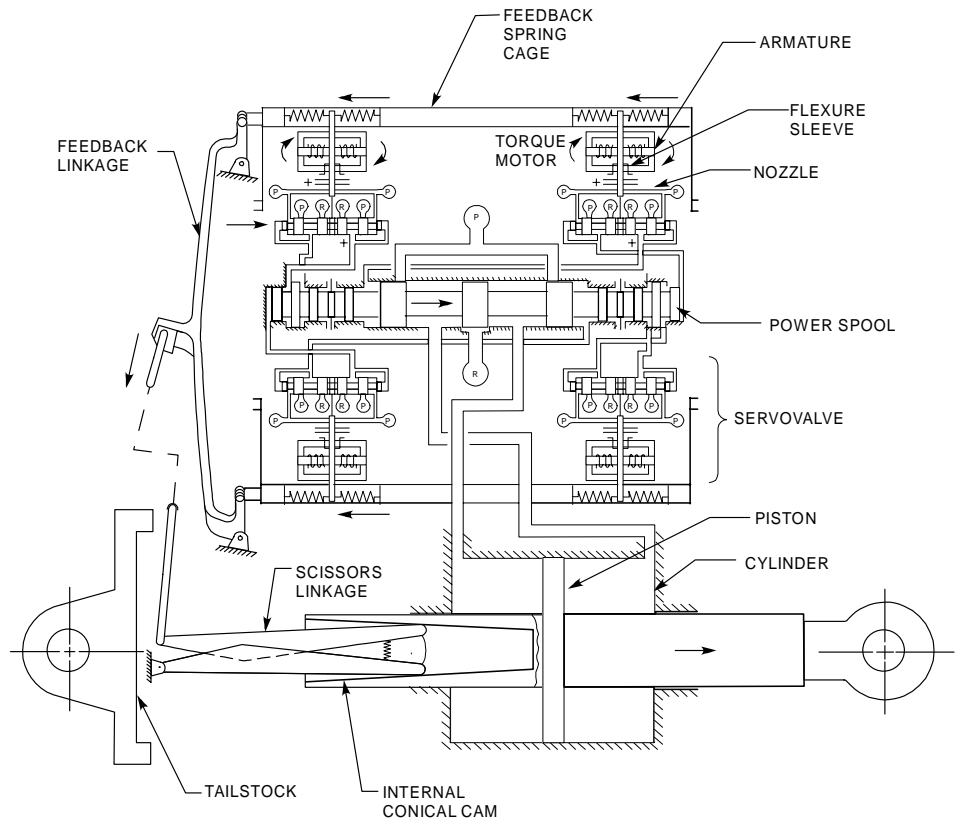 FEEDBACK
SPRING
CAGE
ARMATURE
FLEXURE
SLEEVE
FEEDBACK
LINKAGE
TORQUE
MOTOR
NOZZLE
+
+
P
P
P
P
P
R
R
P
P
R
R
P
+
+
P
POWER SPOOL
R
SERVOVALVE
P
R
R
P
P
R
R
P
P
P
P
P
PISTON
CYLINDER
SCISSORS
LINKAGE
TAILSTOCK
INTERNAL
CONICAL CAM